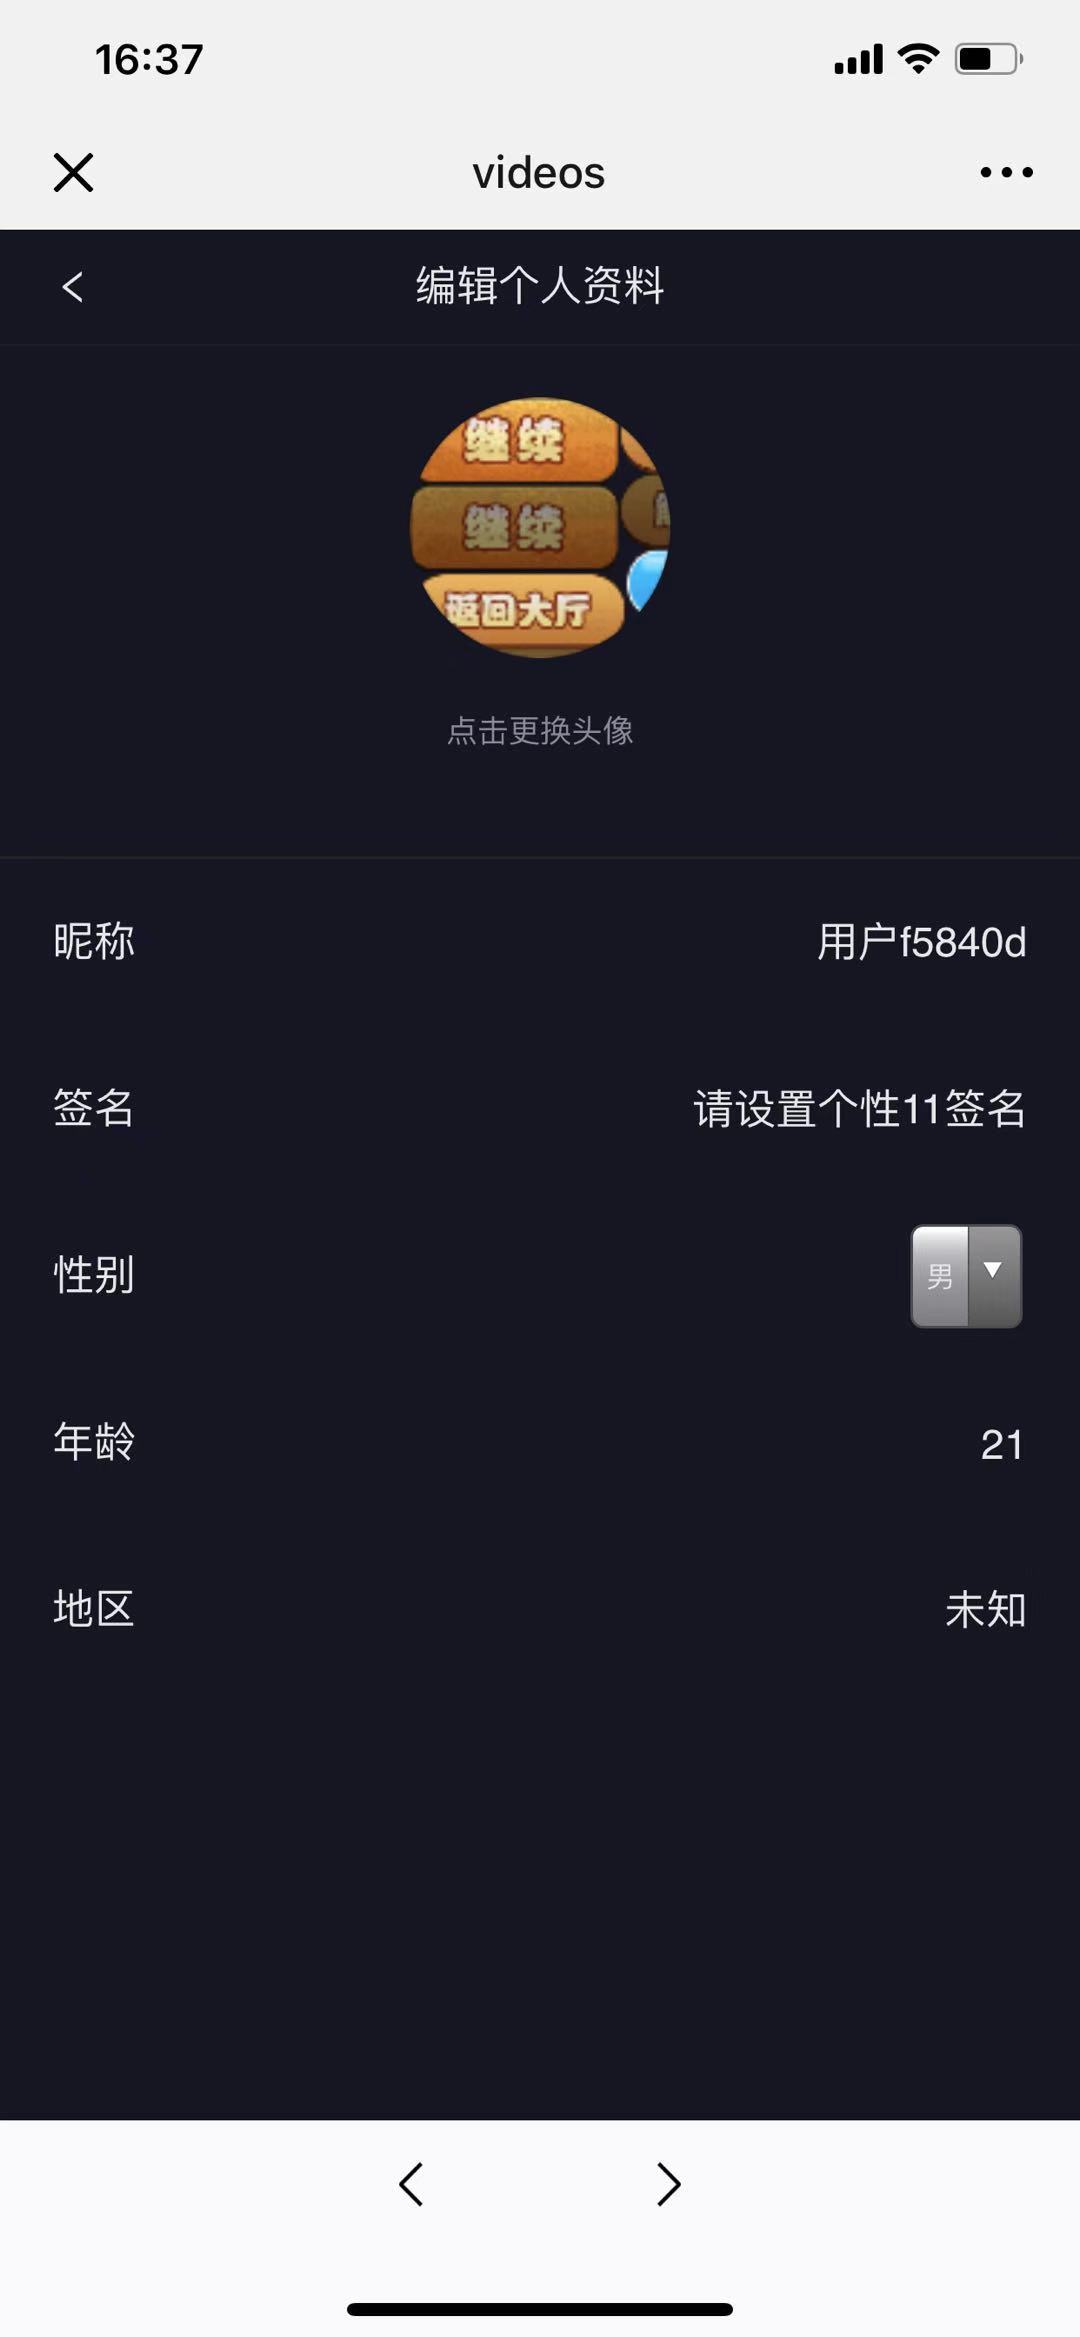 16:37
videos
编辑个人资料
继续
继续
返回大厅
点击更换头像
昵称
用户f5840d
签名
请设置个性11签名
性别
男
年龄
21
地区
未知